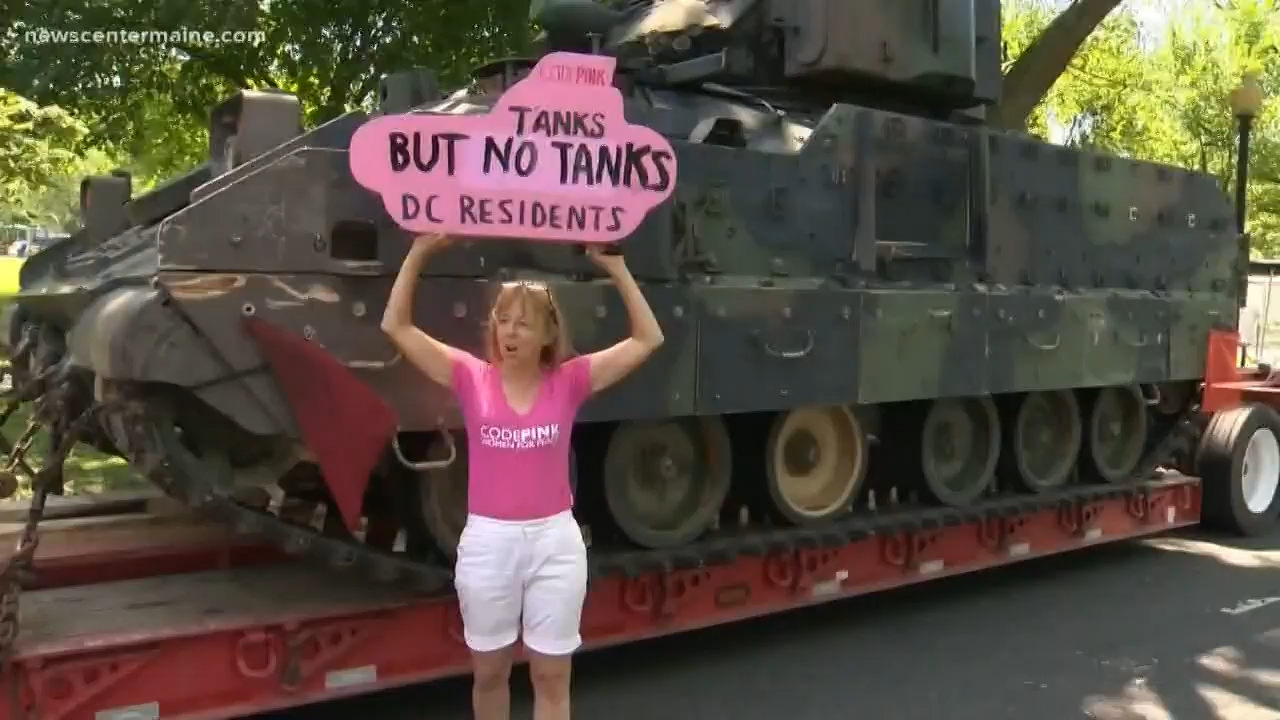 newscentermaine.com
CODEPINK
TANKS
BUT NO TANKS
DC RESIDENTS
CODEPINK
WOMEN FOR PEACE